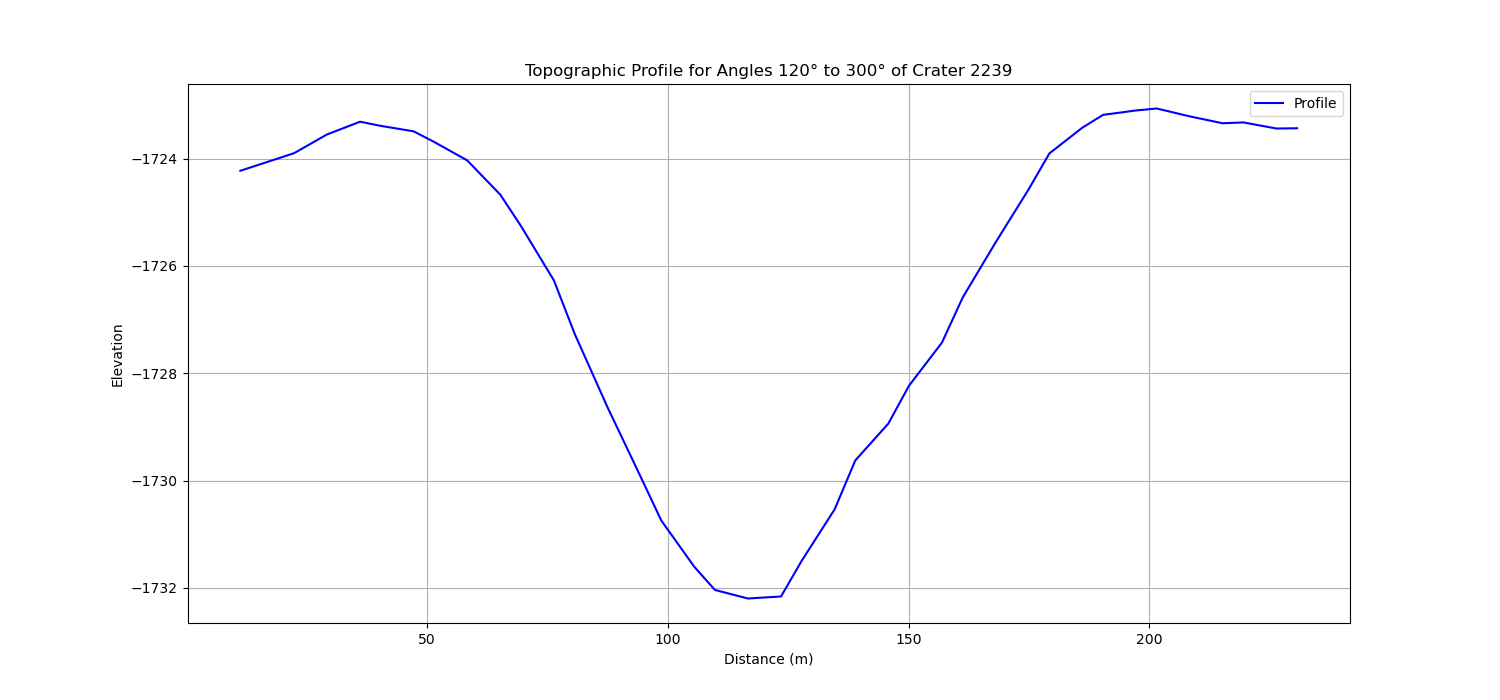 Topographic Profile for Angles 120° to 300° of Crater 2239
Profile
−1724
−1726
−1728
−1730
−1732
Elevation
50
100
150
200
Distance (m)